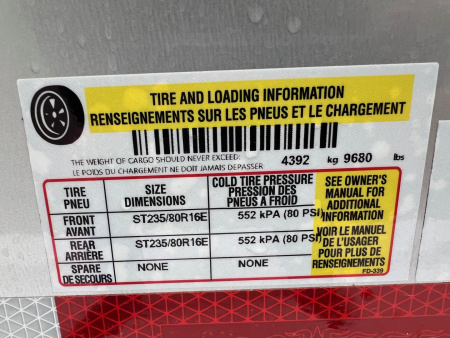 TIRE AND LOADING INFORMATION
RENSEIGNEMENTS SUR LES PNEUS ET LE CHARGEMENT
THE WEIGHT OF CARGO SHOULD NEVER EXCEED:
LE POIDS DU CHARGEMENT NE DOIT JAMAIS DEPASSER
4392 kg 9680 lbs
TIRE
PNEU
SIZE
DIMENSIONS
COLD TIRE PRESSURE
PRESSION DES
PNEUS A FROID
FRONT
AVANT
ST235/80R16E
552 kPA (80 PSI)
REAR
ARRIÈRE
ST235/80R16E
552 kPA (80 PSI)
SPARE
DE SECOURS
NONE
NONE
SEE OWNER'S
MANUAL FOR
ADDITIONAL
INFORMATION
VOIR LE MANUEL
DE L'USAGER
POUR PLUS DE
RENSEIGNEMENTS
FD-339